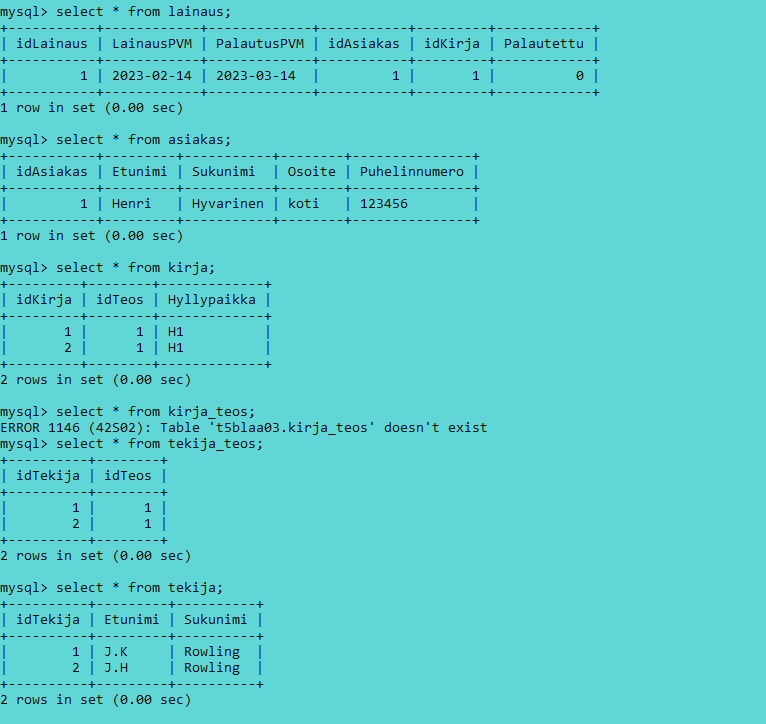 mysql> select * from lainaus;
+-----------+------------+-------------+-----------+---------+------------+
| idLainaus | LainausPVM | PalautusPVM | idAsiakas | idKirja | Palautettu |
+-----------+------------+-------------+-----------+---------+------------+
|         1 | 2023-02-14 | 2023-03-14  |         1 |       1 |          0 |
+-----------+------------+-------------+-----------+---------+------------+
1 row in set (0.00 sec)
mysql> select * from asiakas;
+-----------+---------+-----------+--------+---------------+
| idAsiakas | Etunimi | Sukunimi  | Osoite | Puhelinnumero |
+-----------+---------+-----------+--------+---------------+
|         1 | Henri   | Hyvarinen | koti   | 123456        |
+-----------+---------+-----------+--------+---------------+
1 row in set (0.00 sec)
mysql> select * from kirja;
+---------+--------+-------------+
| idKirja | idTeos | Hyllypaikka |
+---------+--------+-------------+
|       1 |      1 | H1          |
|       2 |      1 | H1          |
+---------+--------+-------------+
2 rows in set (0.00 sec)
mysql> select * from kirja_teos;
ERROR 1146 (42S02): Table 't5blaa03.kirja_teos' doesn't exist
mysql> select * from tekija_teos;
+----------+--------+
| idTekija | idTeos |
+----------+--------+
|        1 |      1 |
|        2 |      1 |
+----------+--------+
2 rows in set (0.00 sec)
mysql> select * from tekija;
+----------+---------+----------+
| idTekija | Etunimi | Sukunimi |
+----------+---------+----------+
|        1 | J.K     | Rowling  |
|        2 | J.H     | Rowling  |
+----------+---------+----------+
2 rows in set (0.00 sec)